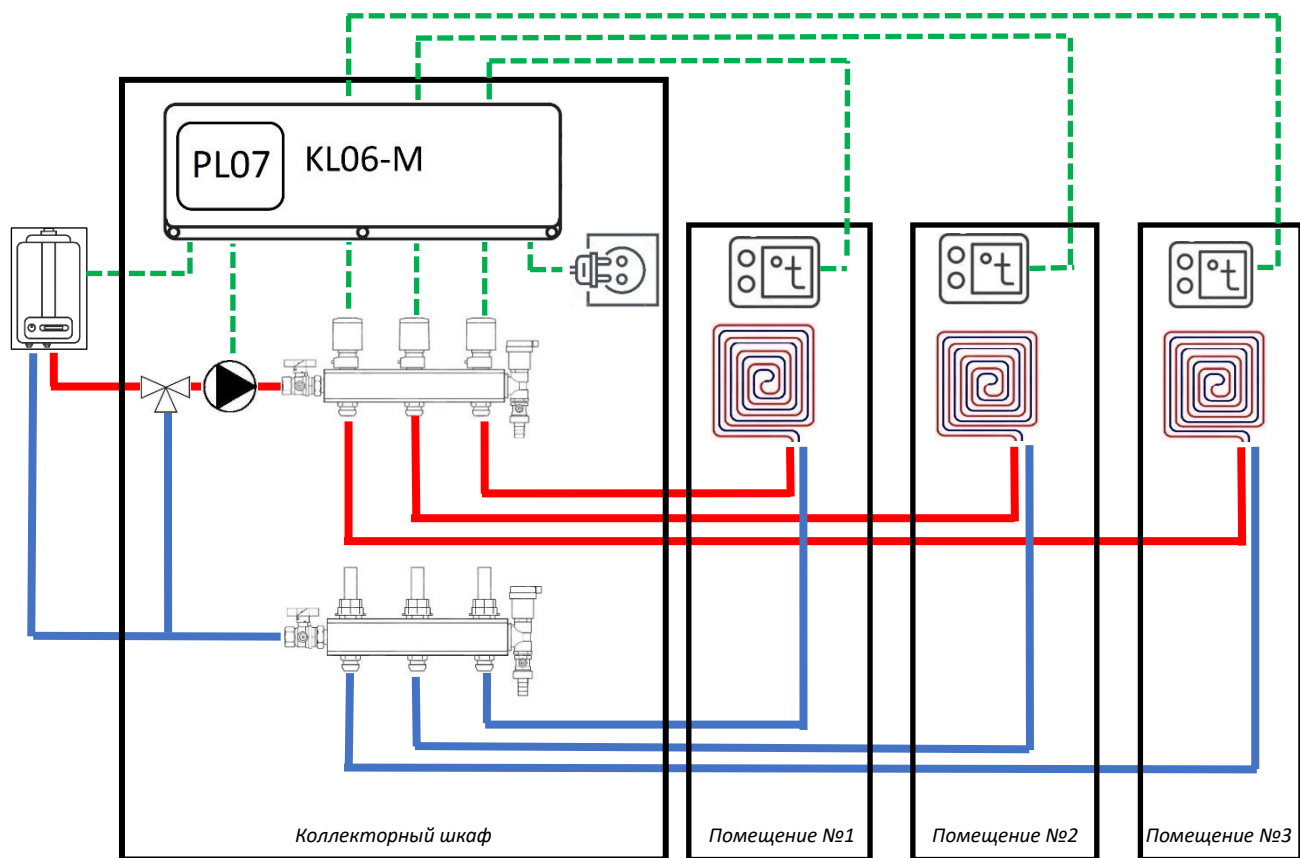 PL07
KL06-M
°t
°t
°t
Коллекторный шкаф
Помещение №1
Помещение №2
Помещение №3